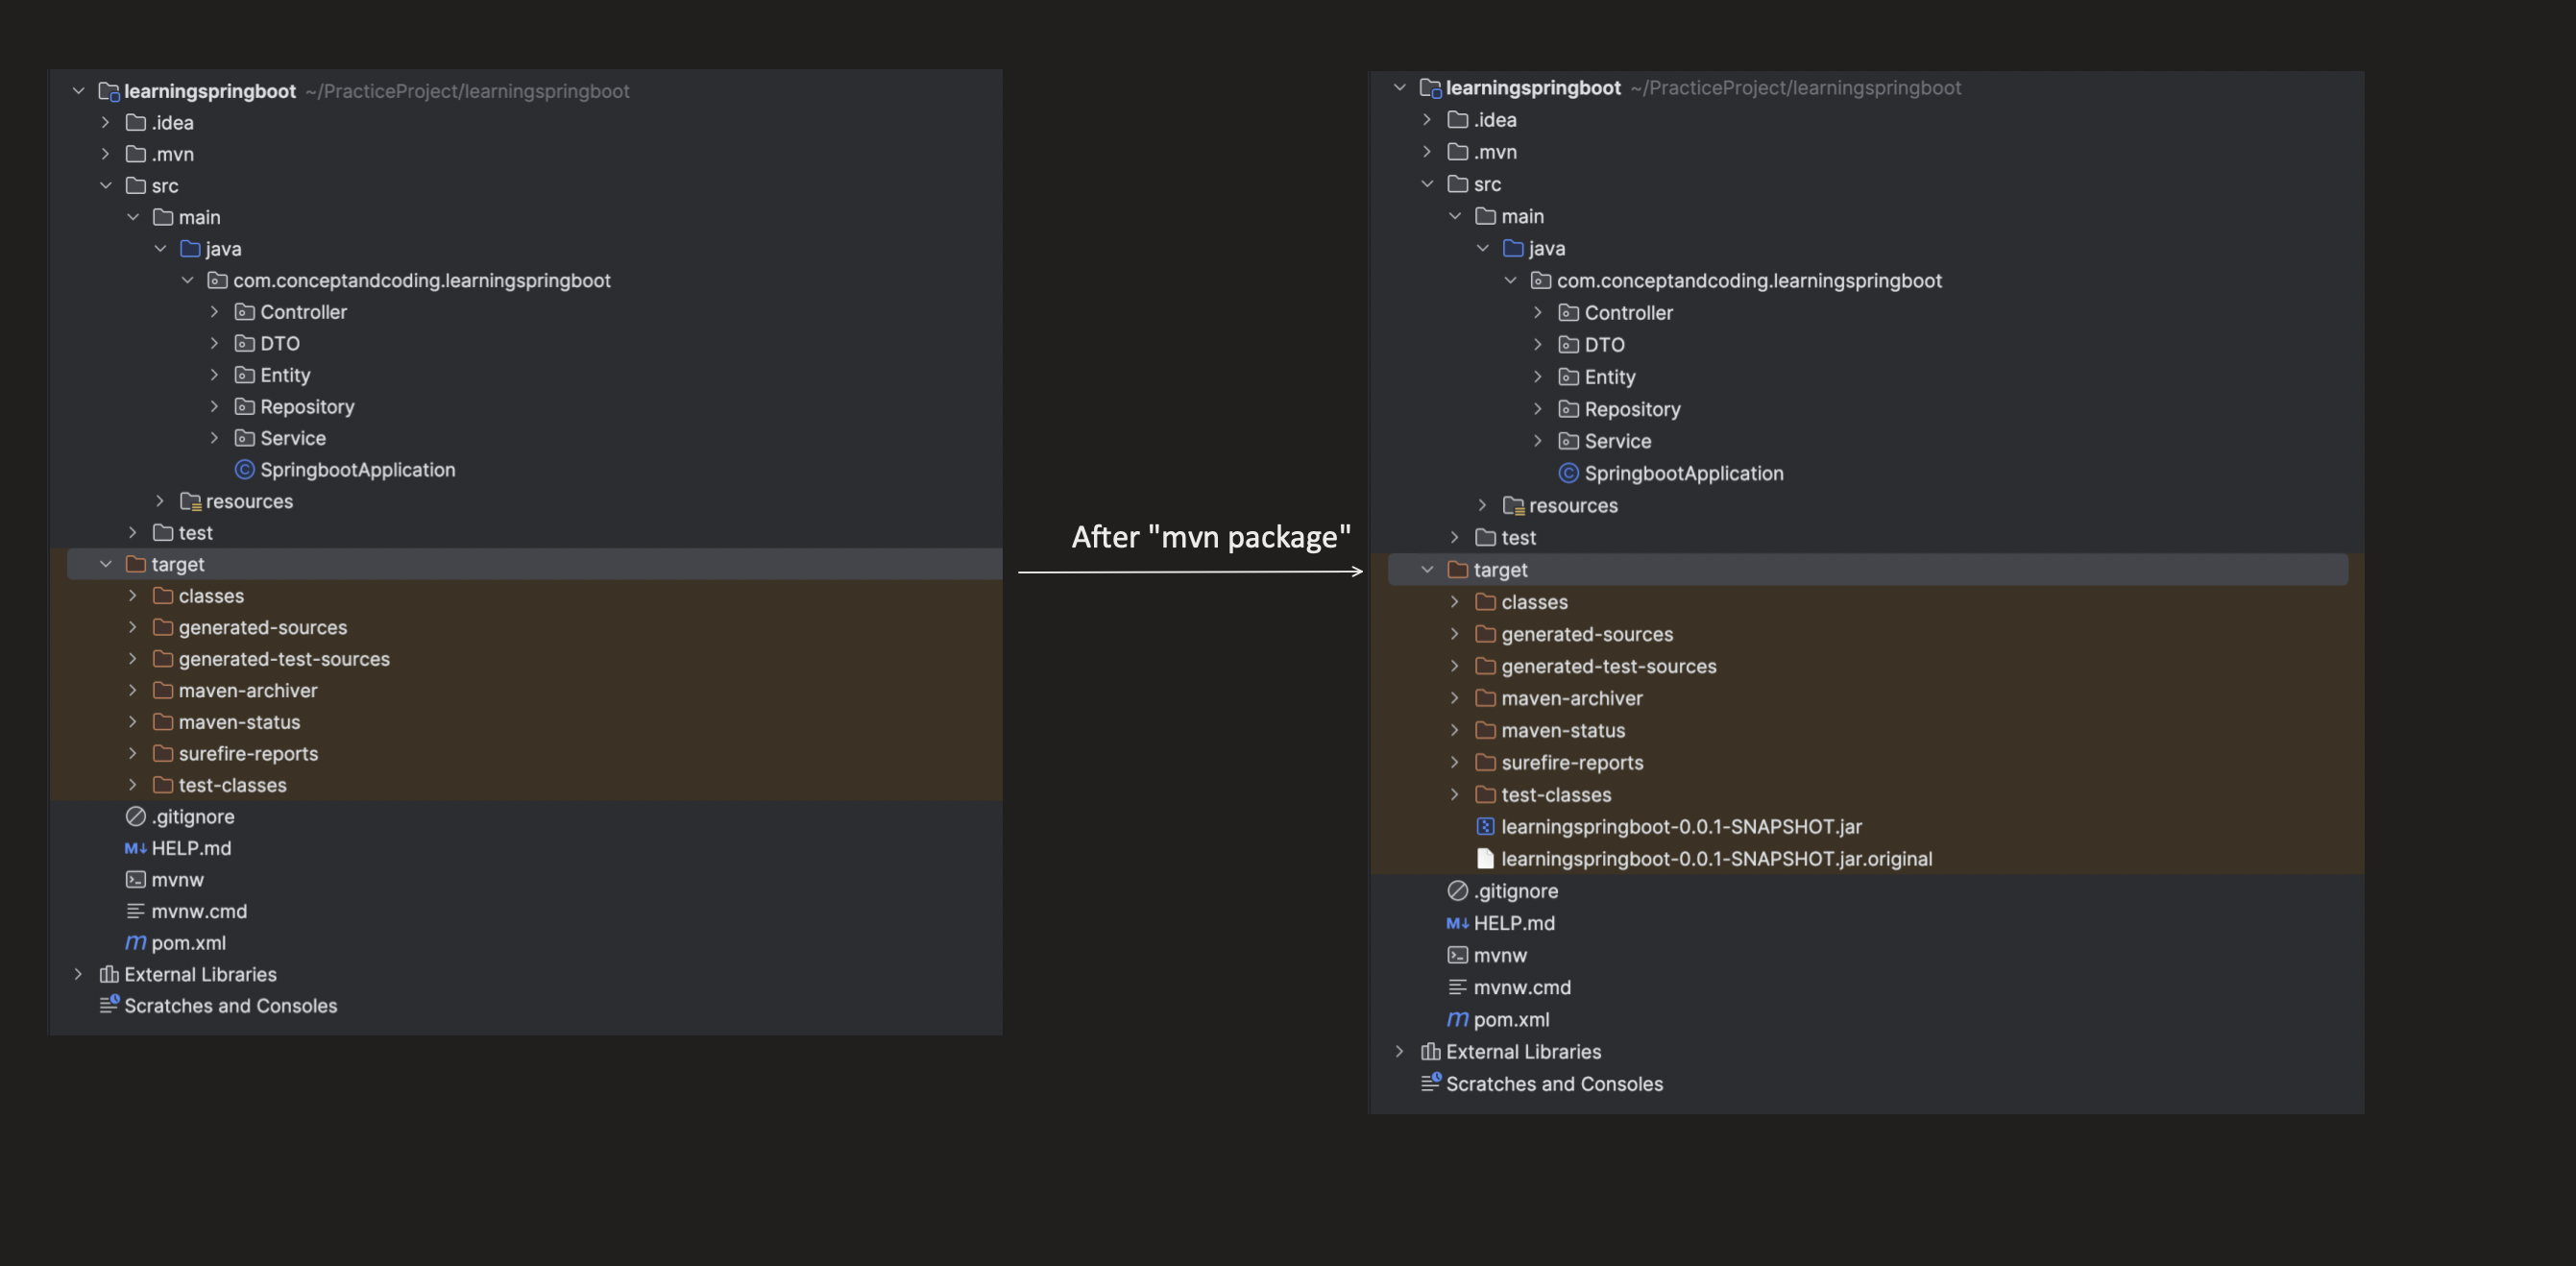 learningspringboot ~/PracticeProject/learningspringboot
.idea
.mvn
src
main
java
com.conceptandcoding.learningspringboot
Controller
DTO
Entity
Repository
Service
SpringbootApplication
resources
test
target
classes
generated-sources
generated-test-sources
maven-archiver
maven-status
surefire-reports
test-classes
.gitignore
HELP.md
mvnw
mvnw.cmd
pom.xml
External Libraries
Scratches and Consoles
After "mvn package"
learningspringboot ~/PracticeProject/learningspringboot
.idea
.mvn
src
main
java
com.conceptandcoding.learningspringboot
Controller
DTO
Entity
Repository
Service
SpringbootApplication
resources
test
target
classes
generated-sources
generated-test-sources
maven-archiver
maven-status
surefire-reports
test-classes
learningspringboot-0.0.1-SNAPSHOT.jar
learningspringboot-0.0.1-SNAPSHOT.jar.original
.gitignore
HELP.md
mvnw
mvnw.cmd
pom.xml
External Libraries
Scratches and Consoles